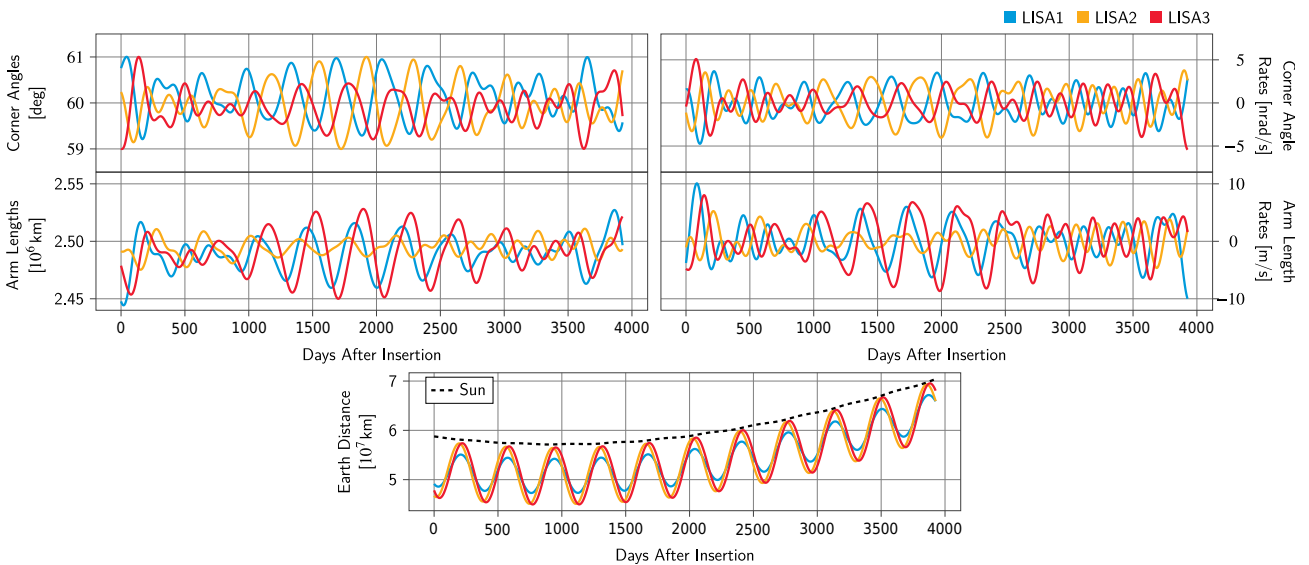 LISA1 LISA2 LISA3
Corner Angles
[deg]
61
60
59
5
0
−5
Corner Angle
Rates [nrad/s]
Arm Lengths
[10⁶ km]
2.55
2.50
2.45
10
0
−10
Arm Length
Rates [m/s]
0 500 1000 1500 2000 2500 3000 3500 4000
Days After Insertion
0 500 1000 1500 2000 2500 3000 3500 4000
Days After Insertion
Earth Distance
[10⁷ km]
7
6
5
Sun
0 500 1000 1500 2000 2500 3000 3500 4000
Days After Insertion